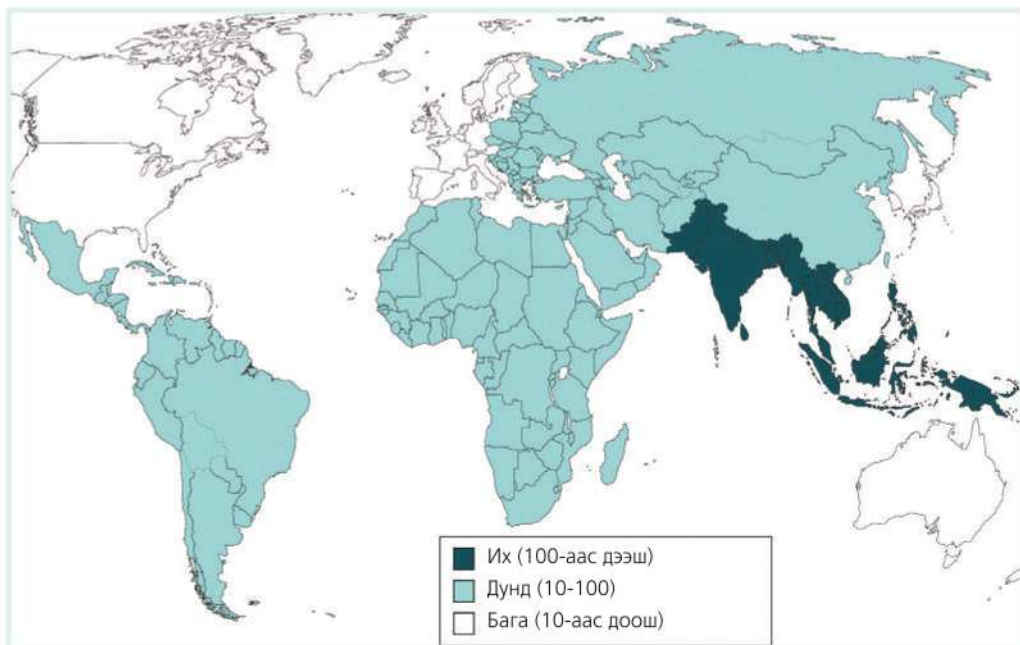 Их (100-аас дээш)
Дунд (10-100)
Бага (10-аас доош)